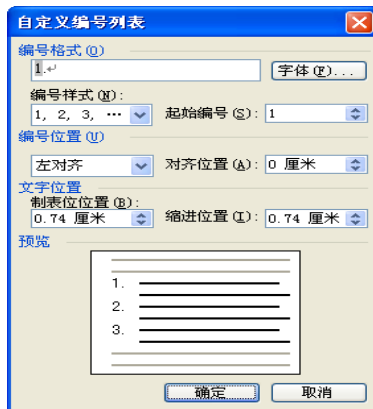 自定义编号列表
编号格式(O)
1.↵
字体(F)...
编号样式(N):
1, 2, 3, …
起始编号(S): 1
编号位置(U)
左对齐
对齐位置(A): 0 厘米
文字位置
制表位位置(B):
0.74 厘米
缩进位置(I): 0.74 厘米
预览
1.
2.
3.
确定
取消